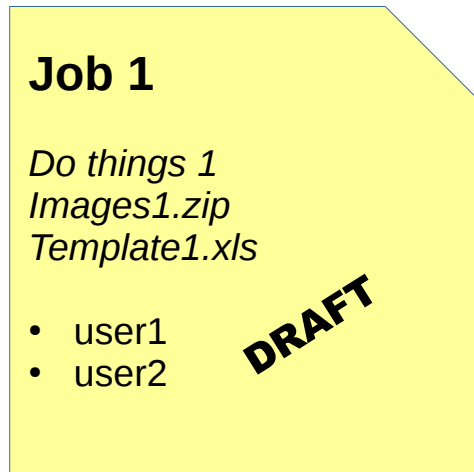 Job 1
Do things 1
Images1.zip
Template1.xls
• user1
• user2
DRAFT